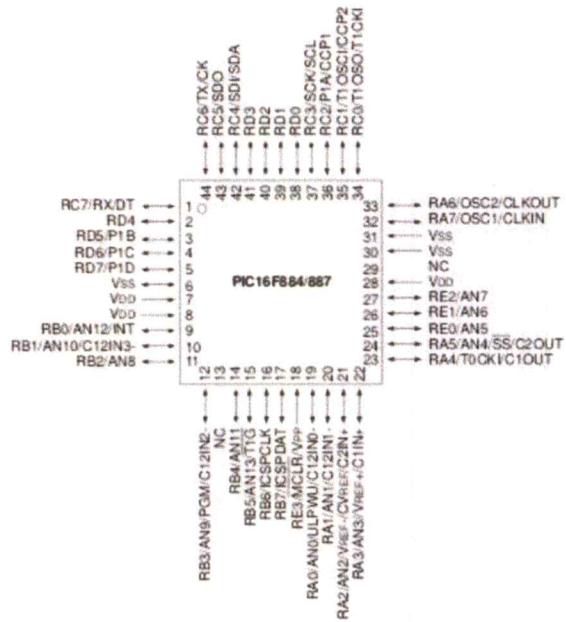 RC6/TX/CK
RC5/SDO
RC4/SDI/SDA
RD3
RD2
RD1
RD0
RC3/SCK/SCL
RC2/P1A/CCP1
RC1/T1OSCI/CCP2
RC0/T1OSO/T1CKI
44
43
42
41
40
39
38
37
36
35
34
RC7/RX/DT 1
RD4 2
RD5/P1B 3
RD6/P1C 4
RD7/P1D 5
VSS 6
VDD 7
VDD 8
RB0/AN12/INT 9
RB1/AN10/C12IN3- 10
RB2/AN8 11
PIC16F884/887
33 RA6/OSC2/CLKOUT
32 RA7/OSC1/CLKIN
31 VSS
30 VSS
29 NC
28 VDD
27 RE2/AN7
26 RE1/AN6
25 RE0/AN5
24 RA5/AN4/SS/C2OUT
23 RA4/T0CKI/C1OUT
12
13
14
15
16
17
18
19
20
21
22
RB3/AN9/PGM/C12IN2-
NC
RB4/AN11
RB5/AN13/T1G
RB6/ICSPCLK
RB7/ICSPDAT
RE3/MCLR/VPP
RA0/AN0/ULPWU/C12IN0-
RA1/AN1/C12IN1-
RA2/AN2/VREF-/CVREF/C2IN+
RA3/AN3/VREF+/C1IN+